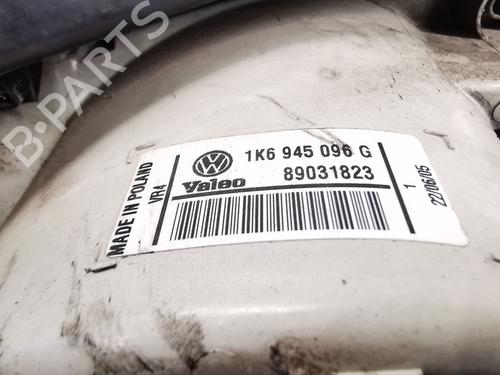 B-PARTS
MADE IN POLAND
VR4
1K6 945 096 G
Valeo
89031823
1
22/06/05